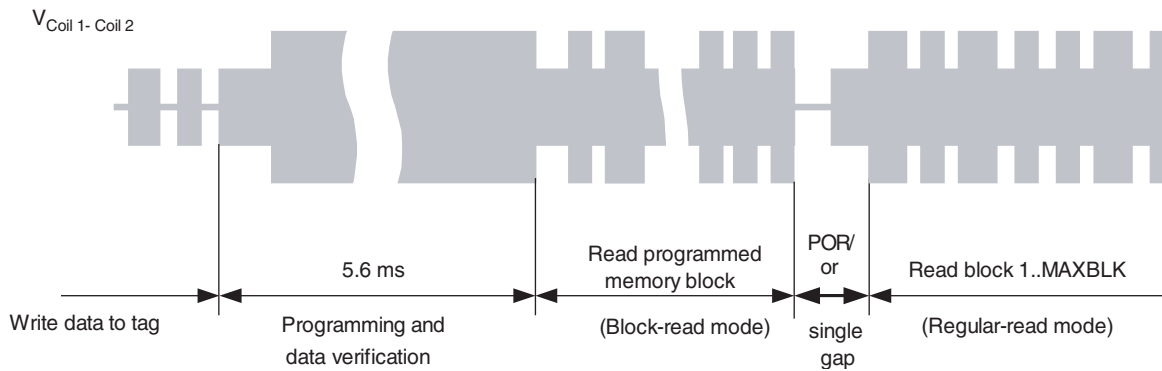 V Coil 1- Coil 2
5.6 ms
Read programmed
memory block
POR/
or
Read block 1..MAXBLK
Write data to tag
Programming and
data verification
(Block-read mode)
single
gap
(Regular-read mode)